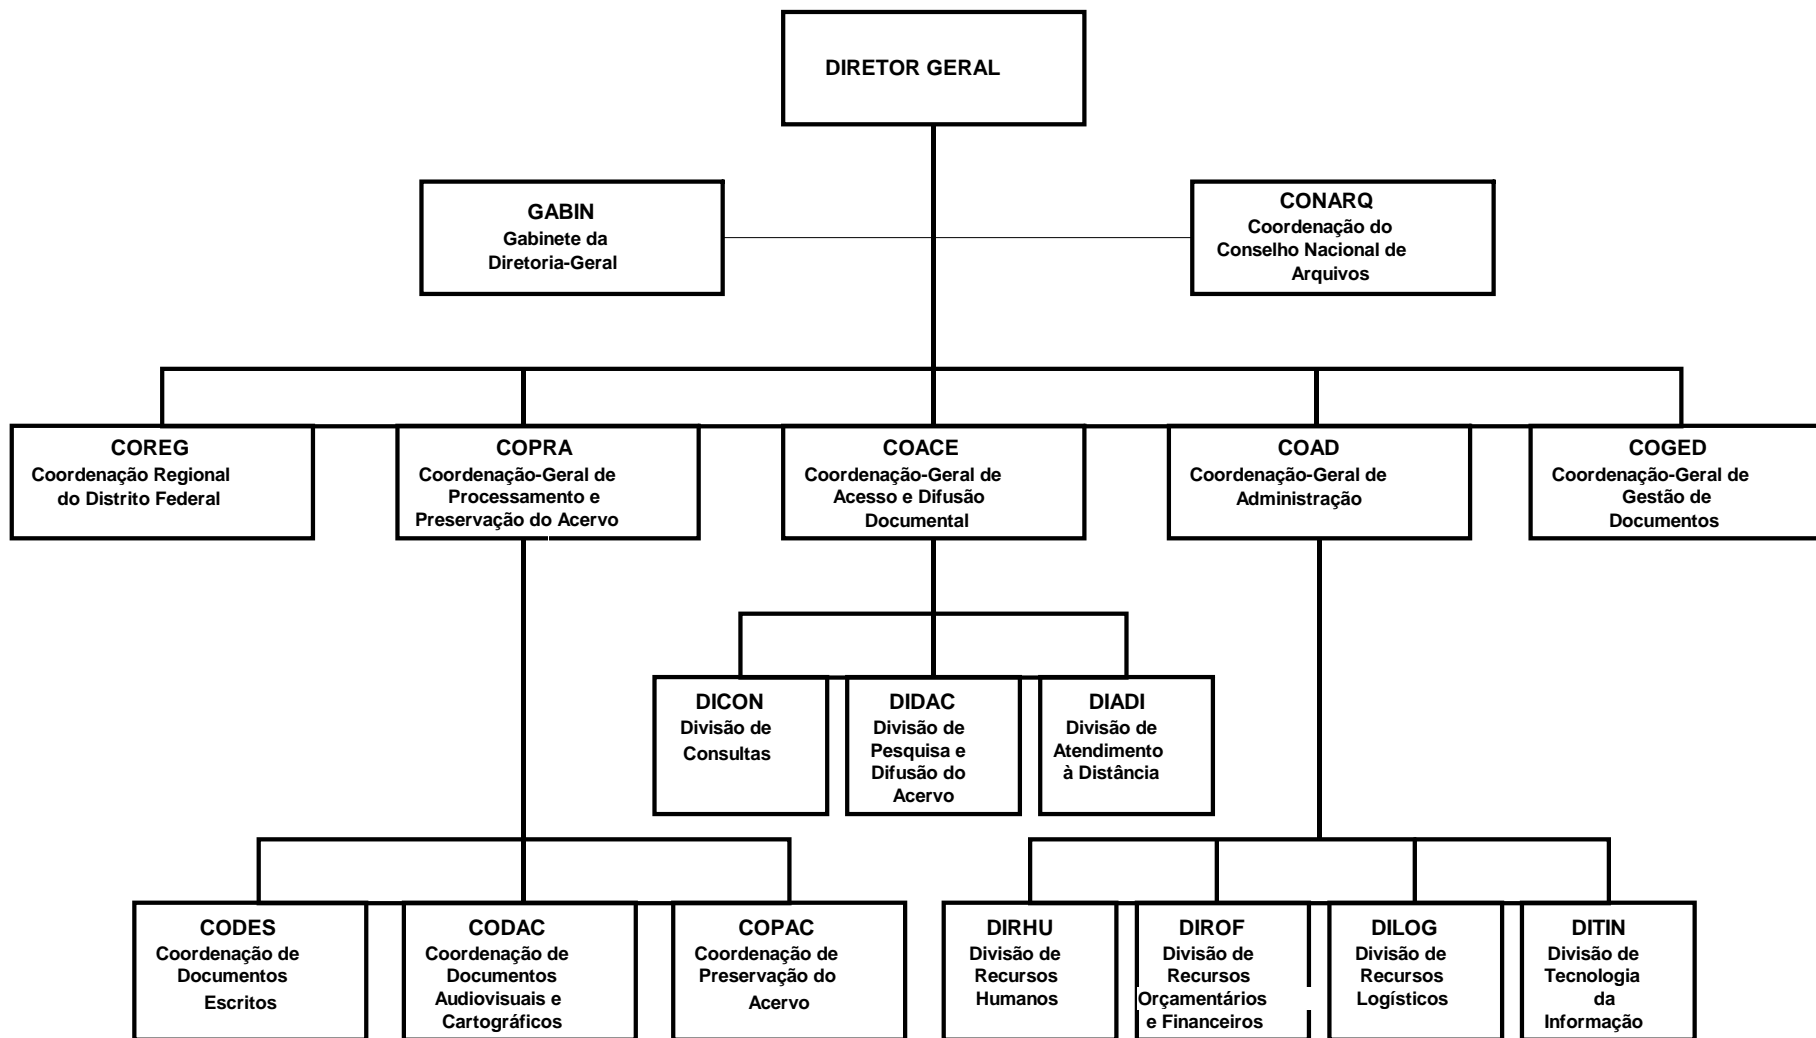 DIRETOR GERAL
GABIN
Gabinete da
Diretoria-Geral
CONARQ
Coordenação do
Conselho Nacional de
Arquivos
COREG
Coordenação Regional
do Distrito Federal
COPRA
Coordenação-Geral de
Processamento e
Preservação do Acervo
COACE
Coordenação-Geral de
Acesso e Difusão
Documental
COAD
Coordenação-Geral de
Administração
COGED
Coordenação-Geral de
Gestão de
Documentos
DICON
Divisão de
Consultas
DIDAC
Divisão de
Pesquisa e
Difusão do
Acervo
DIADI
Divisão de
Atendimento
à Distância
CODES
Coordenação de
Documentos
Escritos
CODAC
Coordenação de
Documentos
Audiovisuais e
Cartográficos
COPAC
Coordenação de
Preservação do
Acervo
DIRHU
Divisão de
Recursos
Humanos
DIROF
Divisão de
Recursos
Orçamentários
e Financeiros
DILOG
Divisão de
Recursos
Logísticos
DITIN
Divisão de
Tecnologia
da
Informação